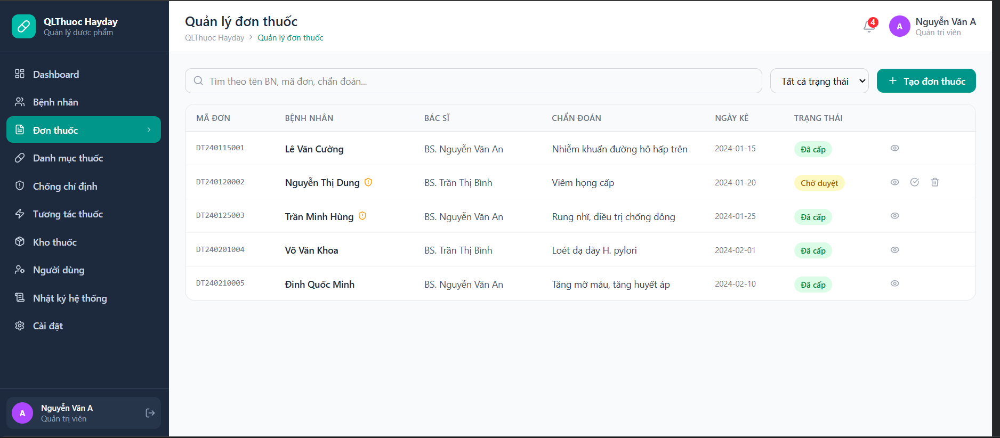 QLThuoc Hayday
Quản lý dược phẩm
Dashboard
Bệnh nhân
Đơn thuốc
Danh mục thuốc
Chống chỉ định
Tương tác thuốc
Kho thuốc
Người dùng
Nhật ký hệ thống
Cài đặt
A
Nguyễn Văn A
Quản trị viên
Quản lý đơn thuốc
QLThuoc Hayday > Quản lý đơn thuốc
4
A
Nguyễn Văn A
Quản trị viên
Tìm theo tên BN, mã đơn, chẩn đoán...
Tất cả trạng thái
+ Tạo đơn thuốc
MÃ ĐƠN BỆNH NHÂN BÁC SĨ CHẨN ĐOÁN NGÀY KÊ TRẠNG THÁI
DT240115001 Lê Văn Cường BS. Nguyễn Văn An Nhiễm khuẩn đường hô hấp trên 2024-01-15 Đã cấp
DT240120002 Nguyễn Thị Dung BS. Trần Thị Bình Viêm họng cấp 2024-01-20 Chờ duyệt
DT240125003 Trần Minh Hùng BS. Nguyễn Văn An Rung nhĩ, điều trị chống đông 2024-01-25 Đã cấp
DT240201004 Võ Văn Khoa BS. Trần Thị Bình Loét dạ dày H. pylori 2024-02-01 Đã cấp
DT240210005 Đinh Quốc Minh BS. Nguyễn Văn An Tăng mỡ máu, tăng huyết áp 2024-02-10 Đã cấp